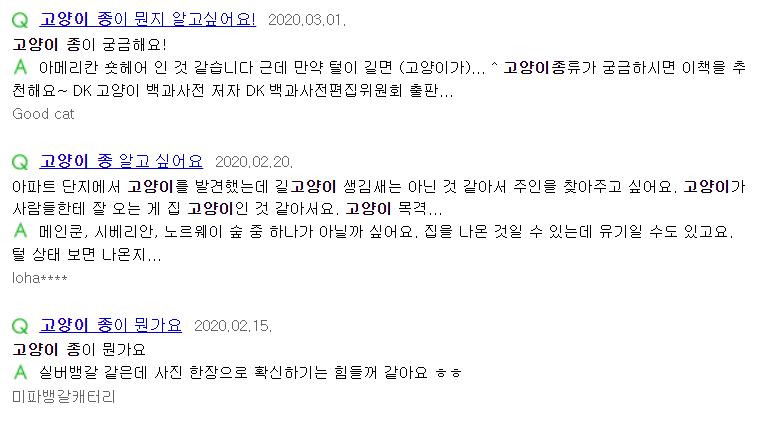 Q 고양이 종이 뭔지 알고싶어요! 2020.03.01.
고양이 종이 궁금해요!
A 아메리칸 숏헤어 인 것 같습니다 근데 만약 털이 길면 (고양이가)... ^ 고양이종류가 궁금하시면 이책을 추
천해요~ DK 고양이 백과사전 저자 DK 백과사전편집위원회 출판...
Good cat
Q 고양이 종 알고 싶어요 2020.02.20.
아파트 단지에서 고양이를 발견했는데 길고양이 생김새는 아닌 것 같아서 주인을 찾아주고 싶어요. 고양이가
사람들한테 잘 오는 게 집 고양이인 것 같아서요. 고양이 목격...
A 메인쿤, 시베리안, 노르웨이 숲 중 하나가 아닐까 싶어요. 집을 나온 것일 수 있는데 유기일 수도 있고요.
털 상태 보면 나온지...
loha****
Q 고양이 종이 뭔가요 2020.02.15.
고양이 종이 뭔가요
A 실버뱅갈 같은데 사진 한장으로 확신하기는 힘들꺼 같아요 ㅎㅎ
미파뱅갈캐터리